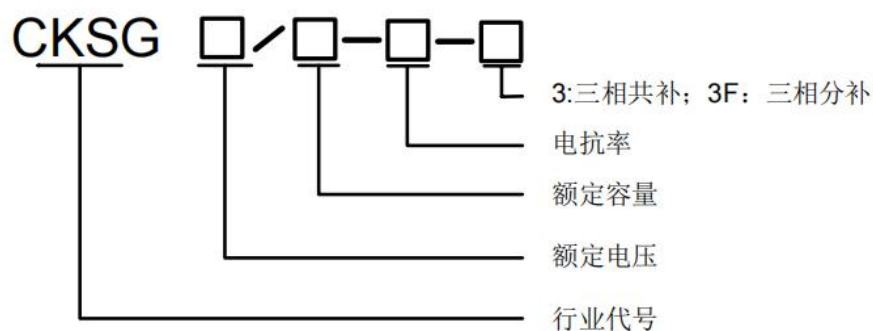 CKSG □/□-□-□
3:三相共补；3F：三相分补
电抗率
额定容量
额定电压
行业代号